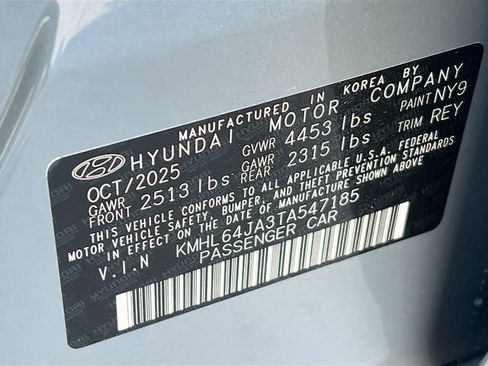 MANUFACTURED IN KOREA BY
HYUNDAI MOTOR COMPANY
OCT/2025 GVWR 4453 lbs PAINT NY9
GAWR FRONT 2513 lbs GAWR REAR 2315 lbs TRIM REY
THIS VEHICLE CONFORMS TO ALL APPLICABLE U.S.A. FEDERAL
MOTOR VEHICLE SAFETY AND THEFT PREVENTION STANDARDS
IN EFFECT ON THE DATE OF MANUFACTURE SHOWN ABOVE.
V.I.N KMHL64JA3TA547185
PASSENGER CAR